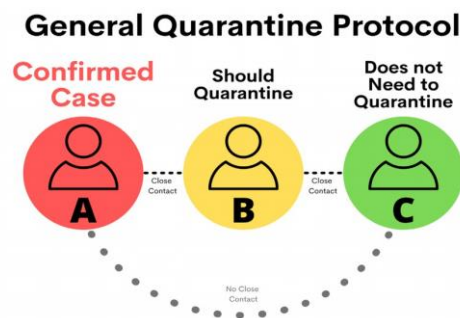 General Quarantine Protocol
Confirmed
Case
Should
Quarantine
Does not
Need to
Quarantine
A
Close
Contact
B
Close
Contact
C
No Close
Contact